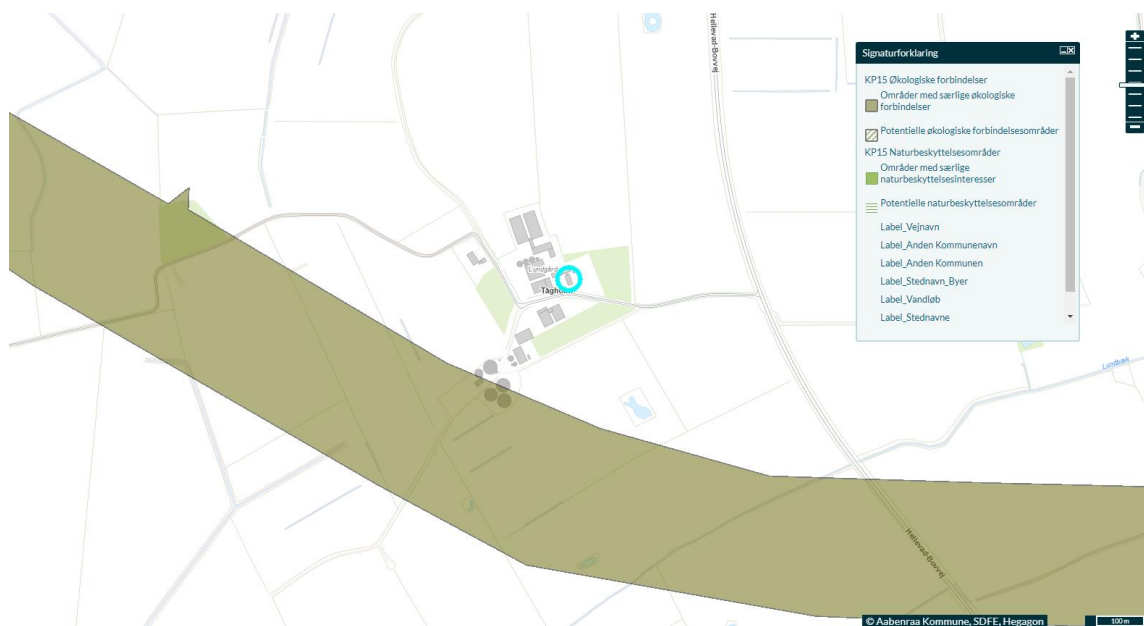 Hellevad-Bovvej
Signaturforklaring
KP15 Økologiske forbindelser
Områder med særlige økologiske
forbindelser
Potentielle økologiske forbindelsesområder
KP15 Naturbeskyttelsesområder
Områder med særlige
naturbeskyttelsesinteresser
Potentielle naturbeskyttelsesområder
Label_Vejnavn
Label_Anden Kommunenavn
Label_Anden Kommunen
Label_Stednavn_Byer
Label_Vandløb
Label_Stednavne
Lundgård
Tågholm
Lundbæk
Hellevad-Bovvej
© Aabenraa Kommune, SDFE, Hegagon
100 m